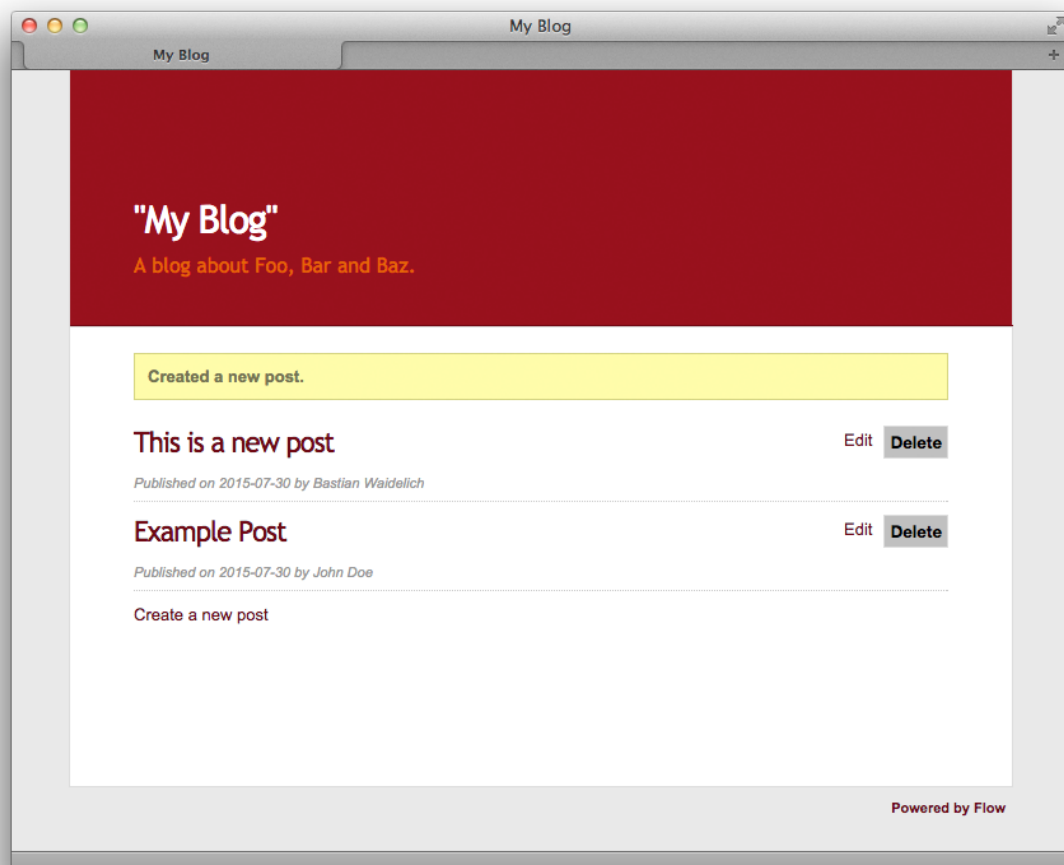 My Blog
My Blog
"My Blog"
A blog about Foo, Bar and Baz.
Created a new post.
This is a new post Edit Delete
Published on 2015-07-30 by Bastian Waidelich
Example Post Edit Delete
Published on 2015-07-30 by John Doe
Create a new post
Powered by Flow